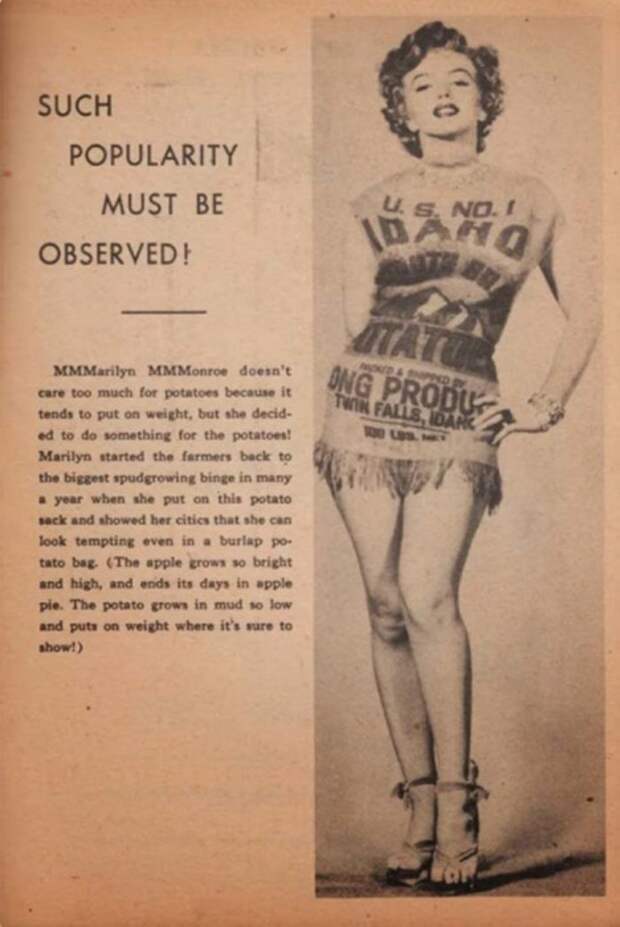 SUCH
POPULARITY
MUST BE
OBSERVED!
MMMarilyn MMMonroe doesn't
care too much for potatoes because it
tends to put on weight, but she decid-
ed to do something for the potatoes!
Marilyn started the farmers back to
the biggest spudgrowing binge in many
a year when she put on this potato
sack and showed her citics that she can
look tempting even in a burlap po-
tato bag. (The apple grows so bright
and high, and ends its days in apple
pie. The potato grows in mud so low
and puts on weight where it's sure to
show!)
U. S. NO. 1
IDAHO
OTATOE
PACKED & SHIPPED BY
ONG PRODU
TWIN FALLS, IDAHO
100 LBS. NET